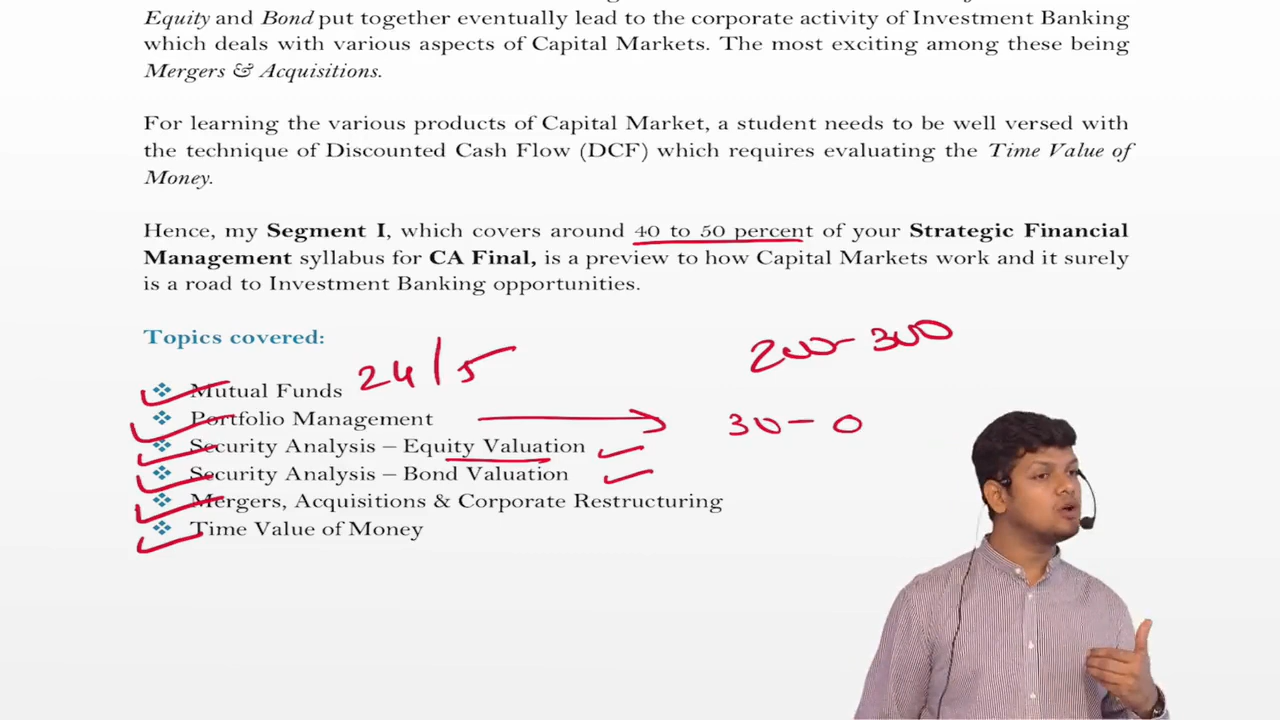 Equity and Bond put together eventually lead to the corporate activity of Investment Banking
which deals with various aspects of Capital Markets. The most exciting among these being
Mergers & Acquisitions.
For learning the various products of Capital Market, a student needs to be well versed with
the technique of Discounted Cash Flow (DCF) which requires evaluating the Time Value of
Money.
Hence, my Segment I, which covers around 40 to 50 percent of your Strategic Financial
Management syllabus for CA Final, is a preview to how Capital Markets work and it surely
is a road to Investment Banking opportunities.
Topics covered:
200-300
Mutual Funds 24/5
Portfolio Management 30-0
Security Analysis – Equity Valuation
Security Analysis – Bond Valuation
Mergers, Acquisitions & Corporate Restructuring
Time Value of Money